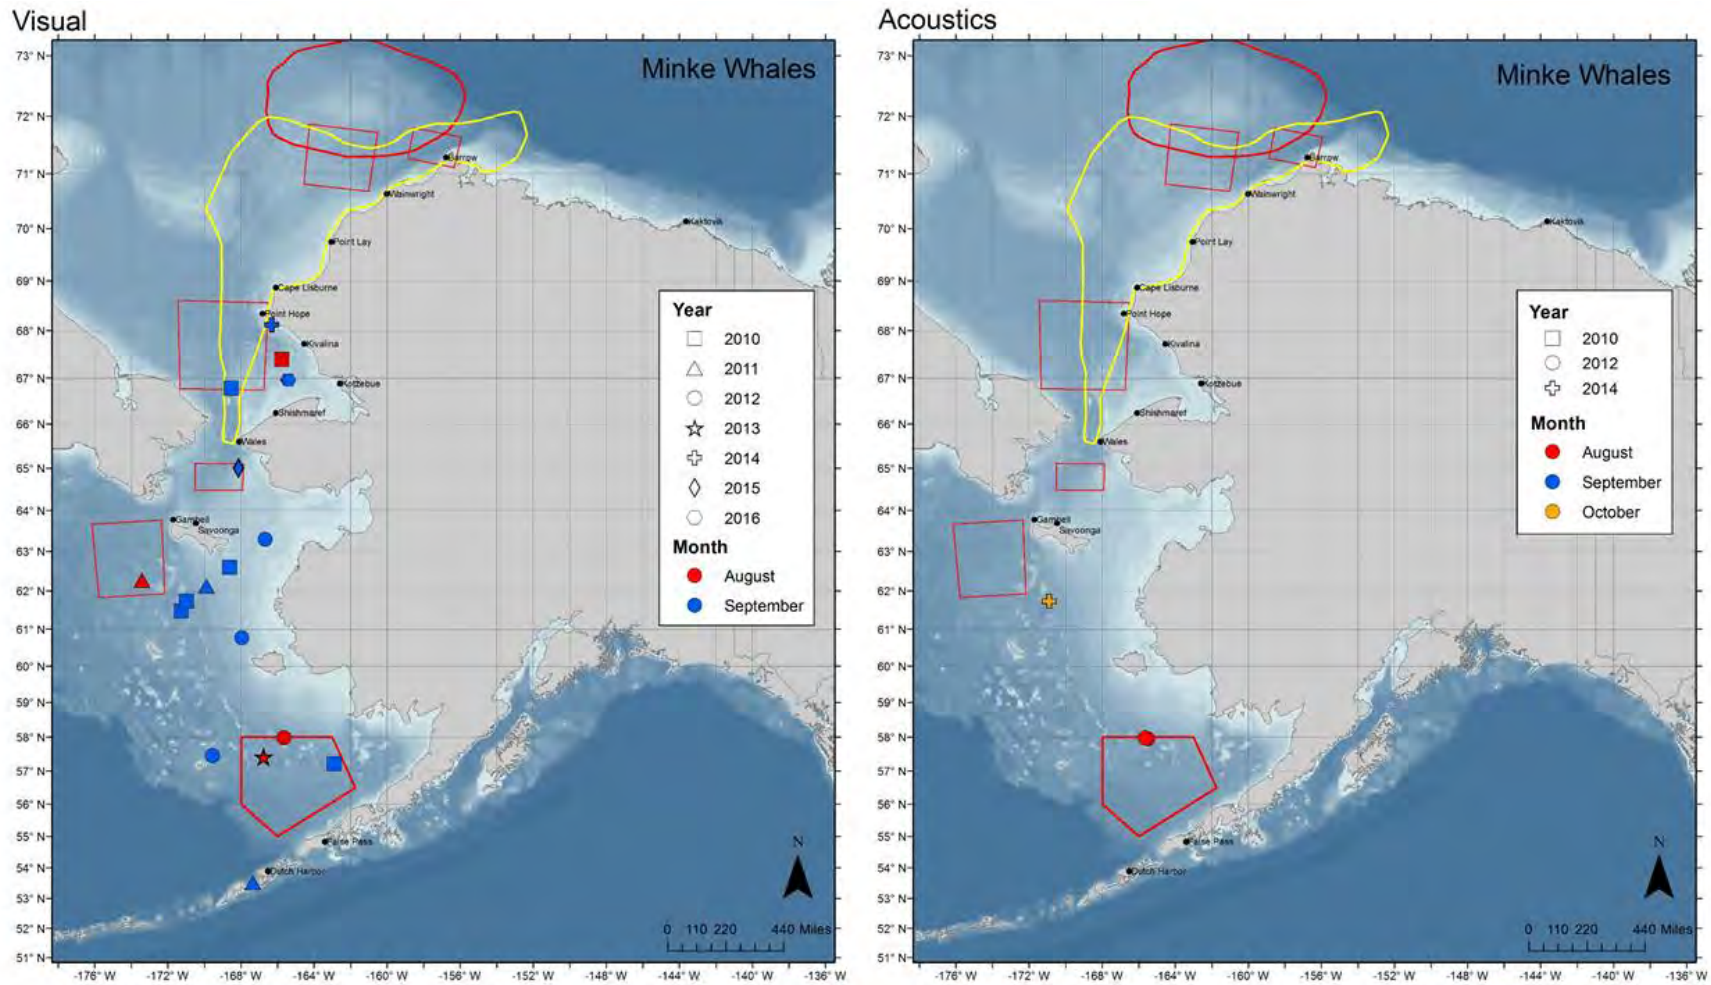 Visual
Minke Whales
73° N
72° N
71° N
70° N
69° N
68° N
67° N
66° N
65° N
64° N
63° N
62° N
61° N
60° N
59° N
58° N
57° N
56° N
55° N
54° N
53° N
52° N
51° N
Barrow
Wainwright
Kaktovik
Point Lay
Cape Lisburne
Point Hope
Kivalina
Kotzebue
Shishmaref
Wales
Gambell
Savoonga
False Pass
Dutch Harbor
Year
2010
2011
2012
2013
2014
2015
2016
Month
August
September
N
0 110 220 440 Miles
-176° W -172° W -168° W -164° W -160° W -156° W -152° W -148° W -144° W -140° W -136° W
Acoustics
Minke Whales
73° N
72° N
71° N
70° N
69° N
68° N
67° N
66° N
65° N
64° N
63° N
62° N
61° N
60° N
59° N
58° N
57° N
56° N
55° N
54° N
53° N
52° N
51° N
Barrow
Wainwright
Kaktovik
Point Lay
Cape Lisburne
Point Hope
Kivalina
Kotzebue
Shishmaref
Wales
Gambell
Savoonga
False Pass
Dutch Harbor
Year
2010
2012
2014
Month
August
September
October
N
0 110 220 440 Miles
-176° W -172° W -168° W -164° W -160° W -156° W -152° W -148° W -144° W -140° W -136° W